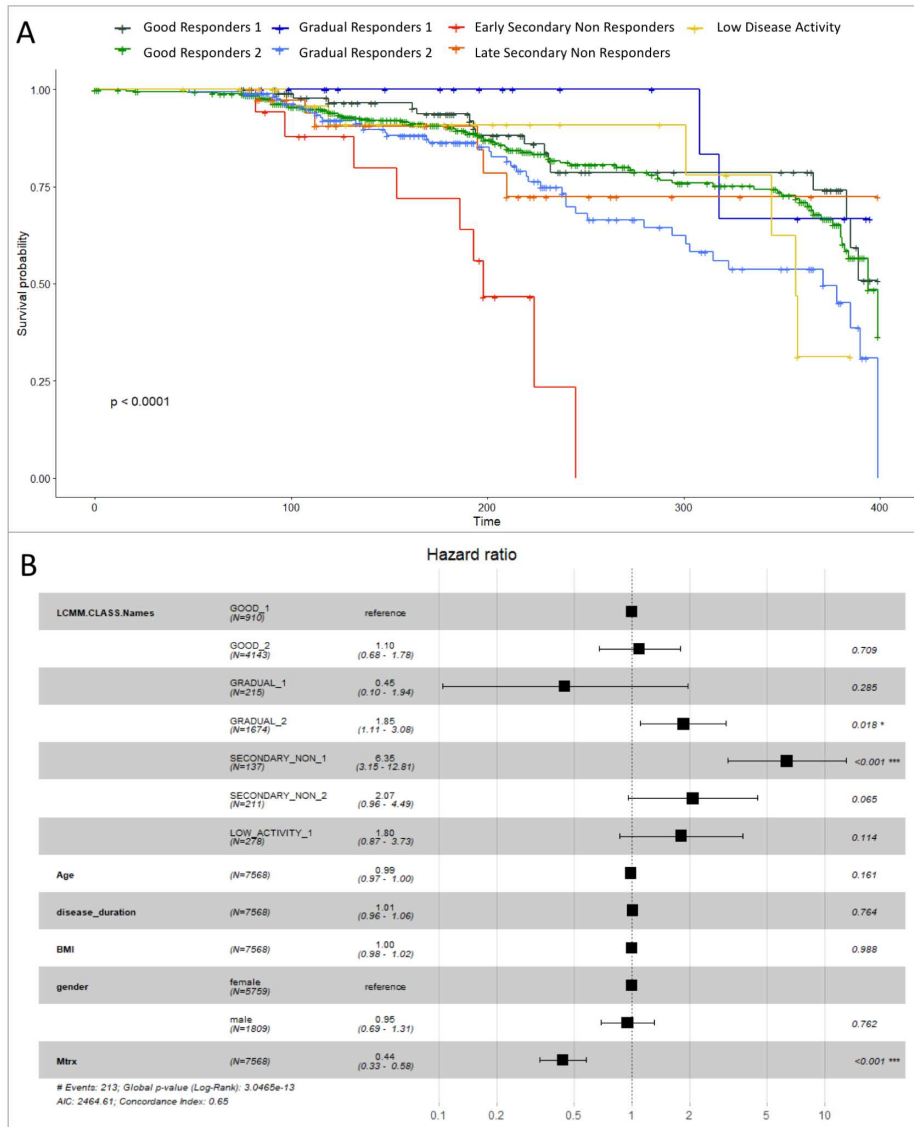 A
Good Responders 1 Gradual Responders 1 Early Secondary Non Responders Low Disease Activity
Good Responders 2 Gradual Responders 2 Late Secondary Non Responders
1.00
0.75
0.50
0.25
0.00
Survival probability
p < 0.0001
0 100 200 300 400
Time
B
Hazard ratio
LCMM.CLASS.Names GOOD_1 reference
(N=910)
GOOD_2 1.10 0.709
(N=4143) (0.68 - 1.78)
GRADUAL_1 0.45 0.285
(N=215) (0.10 - 1.94)
GRADUAL_2 1.85 0.018 *
(N=1674) (1.11 - 3.08)
SECONDARY_NON_1 6.35 <0.001 ***
(N=137) (3.15 - 12.81)
SECONDARY_NON_2 2.07 0.065
(N=211) (0.96 - 4.49)
LOW_ACTIVITY_1 1.80 0.114
(N=278) (0.87 - 3.73)
Age (N=7568) 0.99 0.161
(0.97 - 1.00)
disease_duration (N=7568) 1.01 0.764
(0.96 - 1.06)
BMI (N=7568) 1.00 0.988
(0.98 - 1.02)
gender female reference
(N=5759)
male 0.95 0.762
(N=1809) (0.69 - 1.31)
Mtrx (N=7568) 0.44 <0.001 ***
(0.33 - 0.58)
# Events: 213; Global p-value (Log-Rank): 3.0465e-13
AIC: 2464.61; Concordance Index: 0.65
0.1 0.5 1 2 5 10